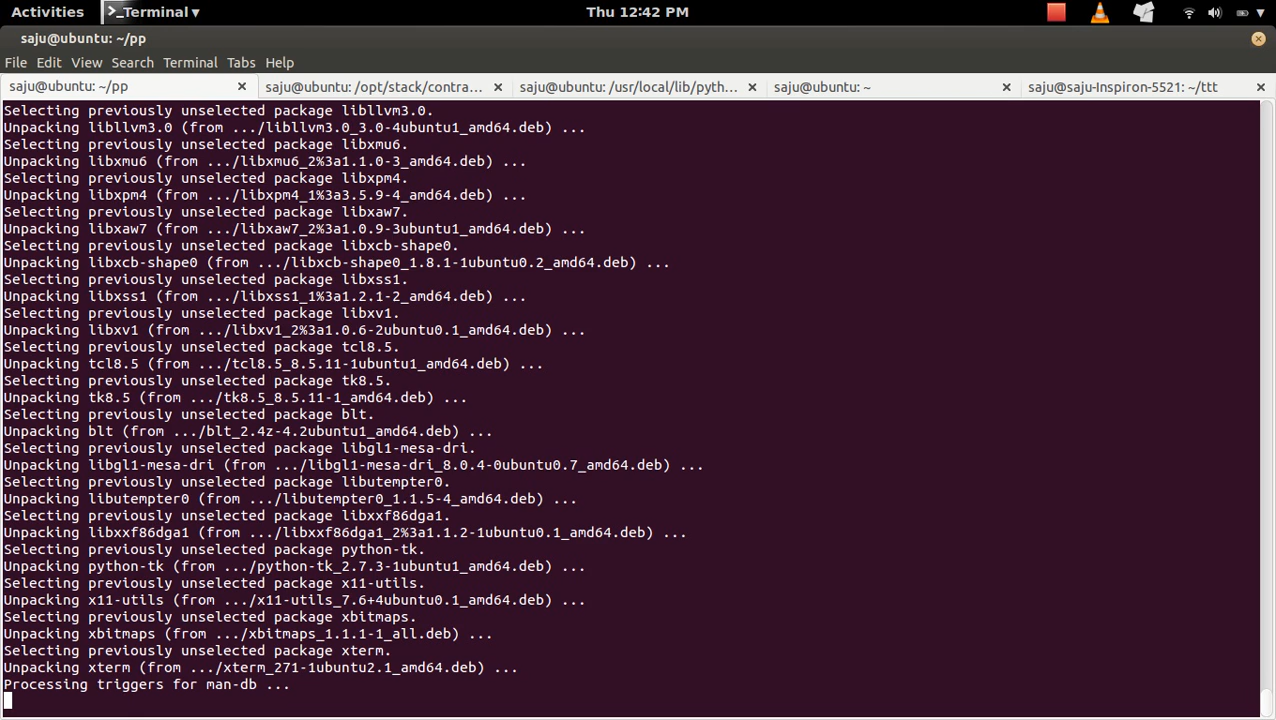 Activities Terminal ▾ Thu 12:42 PM
saju@ubuntu: ~/pp
File Edit View Search Terminal Tabs Help
saju@ubuntu: ~/pp saju@ubuntu: /opt/stack/contra... saju@ubuntu: /usr/local/lib/pyth... saju@ubuntu: ~ saju@saju-Inspiron-5521: ~/ttt
Selecting previously unselected package libllvm3.0.
Unpacking libllvm3.0 (from .../libllvm3.0_3.0-4ubuntu1_amd64.deb) ...
Selecting previously unselected package libxmu6.
Unpacking libxmu6 (from .../libxmu6_2%3a1.1.0-3_amd64.deb) ...
Selecting previously unselected package libxpm4.
Unpacking libxpm4 (from .../libxpm4_1%3a3.5.9-4_amd64.deb) ...
Selecting previously unselected package libxaw7.
Unpacking libxaw7 (from .../libxaw7_2%3a1.0.9-3ubuntu1_amd64.deb) ...
Selecting previously unselected package libxcb-shape0.
Unpacking libxcb-shape0 (from .../libxcb-shape0_1.8.1-1ubuntu0.2_amd64.deb) ...
Selecting previously unselected package libxss1.
Unpacking libxss1 (from .../libxss1_1%3a1.2.1-2_amd64.deb) ...
Selecting previously unselected package libxv1.
Unpacking libxv1 (from .../libxv1_2%3a1.0.6-2ubuntu0.1_amd64.deb) ...
Selecting previously unselected package tcl8.5.
Unpacking tcl8.5 (from .../tcl8.5_8.5.11-1ubuntu1_amd64.deb) ...
Selecting previously unselected package tk8.5.
Unpacking tk8.5 (from .../tk8.5_8.5.11-1_amd64.deb) ...
Selecting previously unselected package blt.
Unpacking blt (from .../blt_2.4z-4.2ubuntu1_amd64.deb) ...
Selecting previously unselected package libgl1-mesa-dri.
Unpacking libgl1-mesa-dri (from .../libgl1-mesa-dri_8.0.4-0ubuntu0.7_amd64.deb) ...
Selecting previously unselected package libutempter0.
Unpacking libutempter0 (from .../libutempter0_1.1.5-4_amd64.deb) ...
Selecting previously unselected package libxxf86dga1.
Unpacking libxxf86dga1 (from .../libxxf86dga1_2%3a1.1.2-1ubuntu0.1_amd64.deb) ...
Selecting previously unselected package python-tk.
Unpacking python-tk (from .../python-tk_2.7.3-1ubuntu1_amd64.deb) ...
Selecting previously unselected package x11-utils.
Unpacking x11-utils (from .../x11-utils_7.6+4ubuntu0.1_amd64.deb) ...
Selecting previously unselected package xbitmaps.
Unpacking xbitmaps (from .../xbitmaps_1.1.1-1_all.deb) ...
Selecting previously unselected package xterm.
Unpacking xterm (from .../xterm_271-1ubuntu2.1_amd64.deb) ...
Processing triggers for man-db ...